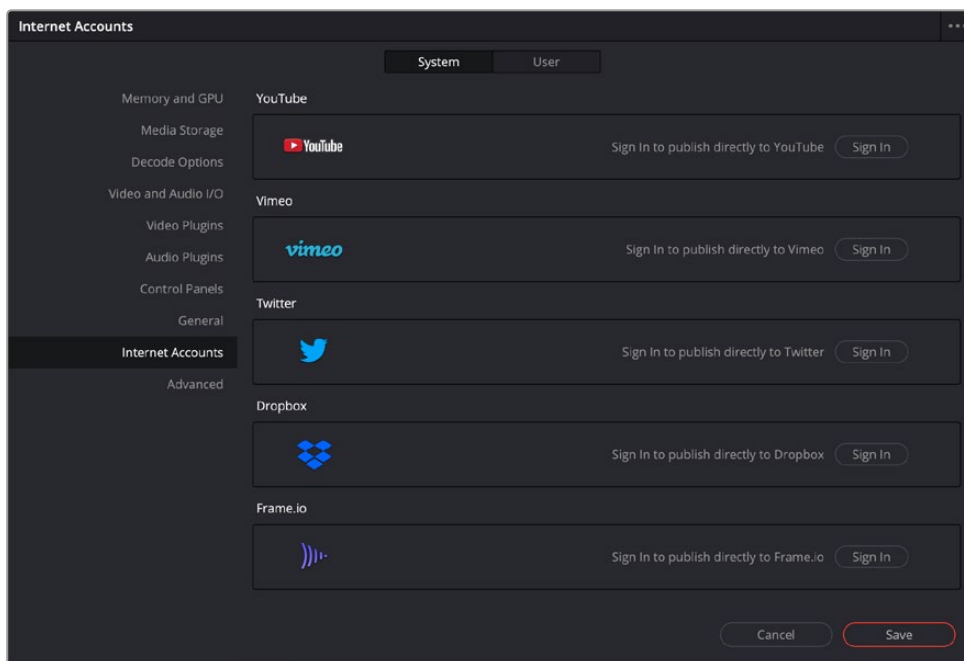 Internet Accounts
System User
Memory and GPU
Media Storage
Decode Options
Video and Audio I/O
Video Plugins
Audio Plugins
Control Panels
General
Internet Accounts
Advanced
YouTube
YouTube Sign In to publish directly to YouTube Sign In
Vimeo
vimeo Sign In to publish directly to Vimeo Sign In
Twitter
Sign In to publish directly to Twitter Sign In
Dropbox
Sign In to publish directly to Dropbox Sign In
Frame.io
Sign In to publish directly to Frame.io Sign In
Cancel Save